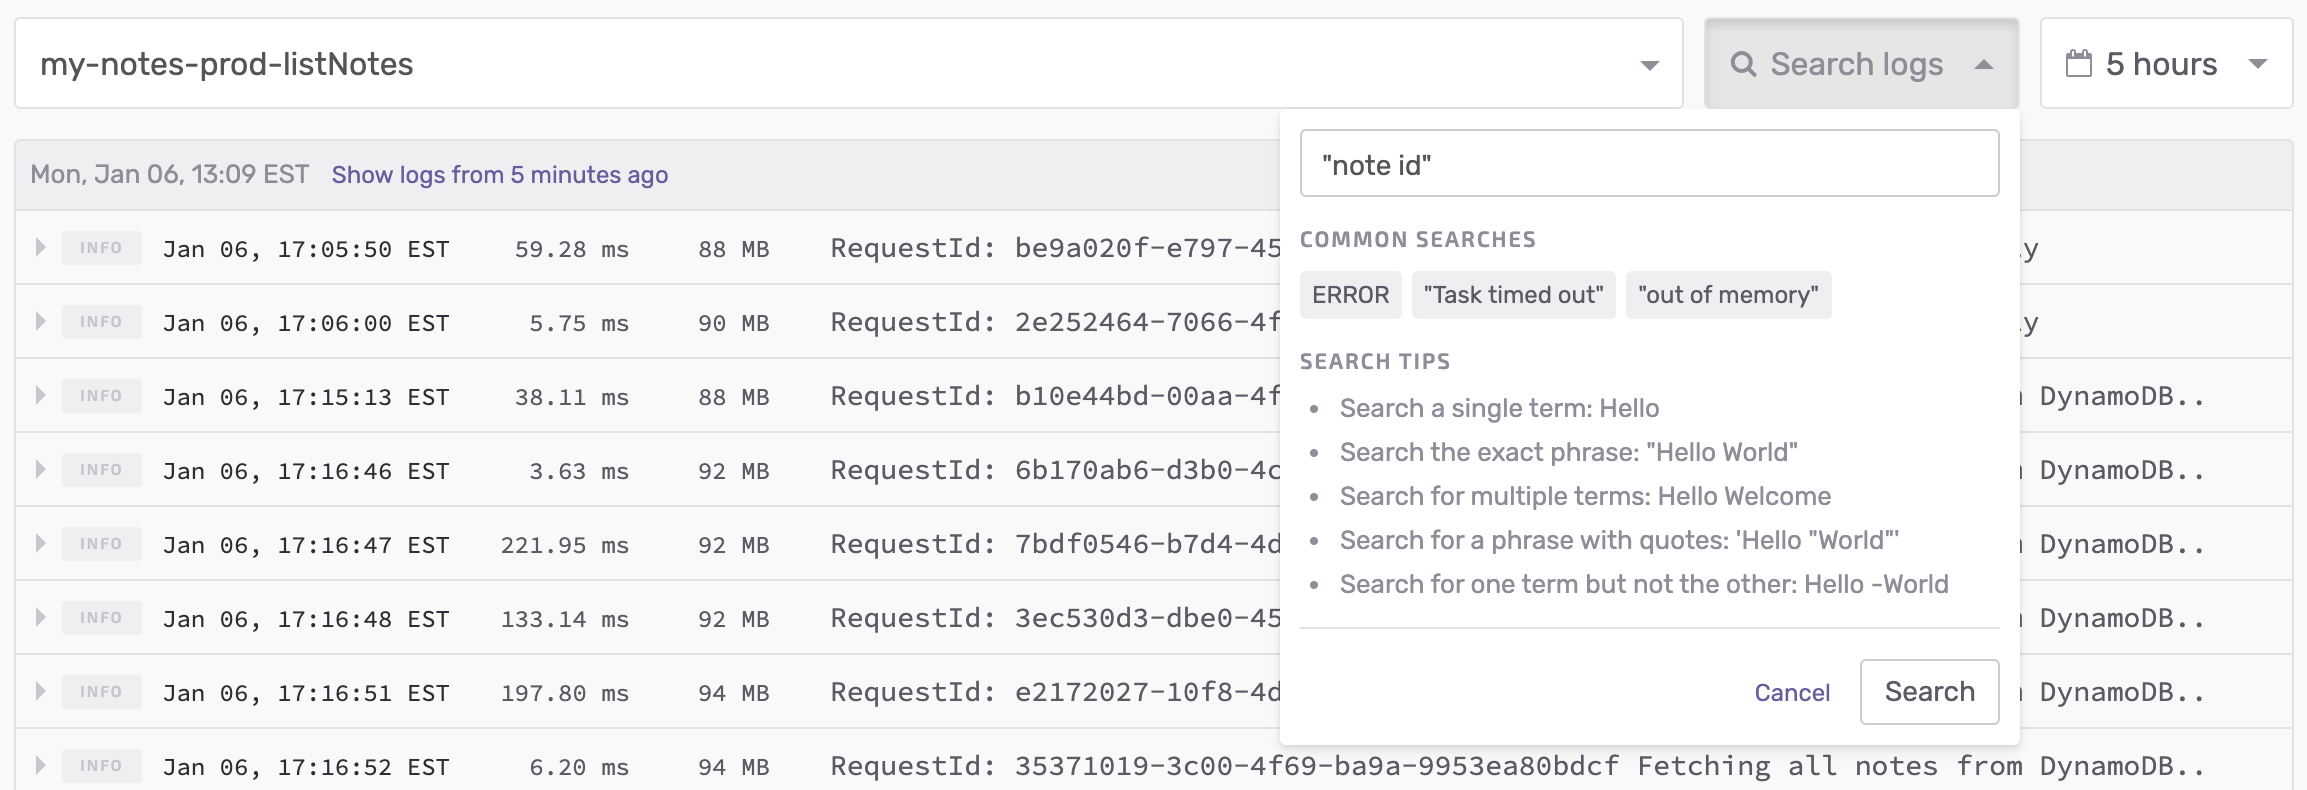 my-notes-prod-listNotes Search logs 5 hours
"note id"
Mon, Jan 06, 13:09 EST Show logs from 5 minutes ago
COMMON SEARCHES
INFO Jan 06, 17:05:50 EST 59.28 ms 88 MB RequestId: be9a020f-e797-45 y
ERROR "Task timed out" "out of memory"
INFO Jan 06, 17:06:00 EST 5.75 ms 90 MB RequestId: 2e252464-7066-4f y
SEARCH TIPS
INFO Jan 06, 17:15:13 EST 38.11 ms 88 MB RequestId: b10e44bd-00aa-4f DynamoDB..
Search a single term: Hello
Search the exact phrase: "Hello World"
INFO Jan 06, 17:16:46 EST 3.63 ms 92 MB RequestId: 6b170ab6-d3b0-4c DynamoDB..
Search for multiple terms: Hello Welcome
INFO Jan 06, 17:16:47 EST 221.95 ms 92 MB RequestId: 7bdf0546-b7d4-4d DynamoDB..
Search for a phrase with quotes: 'Hello "World"'
Search for one term but not the other: Hello -World
INFO Jan 06, 17:16:48 EST 133.14 ms 92 MB RequestId: 3ec530d3-dbe0-45 DynamoDB..
INFO Jan 06, 17:16:51 EST 197.80 ms 94 MB RequestId: e2172027-10f8-4d DynamoDB..
Cancel Search
INFO Jan 06, 17:16:52 EST 6.20 ms 94 MB RequestId: 35371019-3c00-4f69-ba9a-9953ea80bdcf Fetching all notes from DynamoDB..